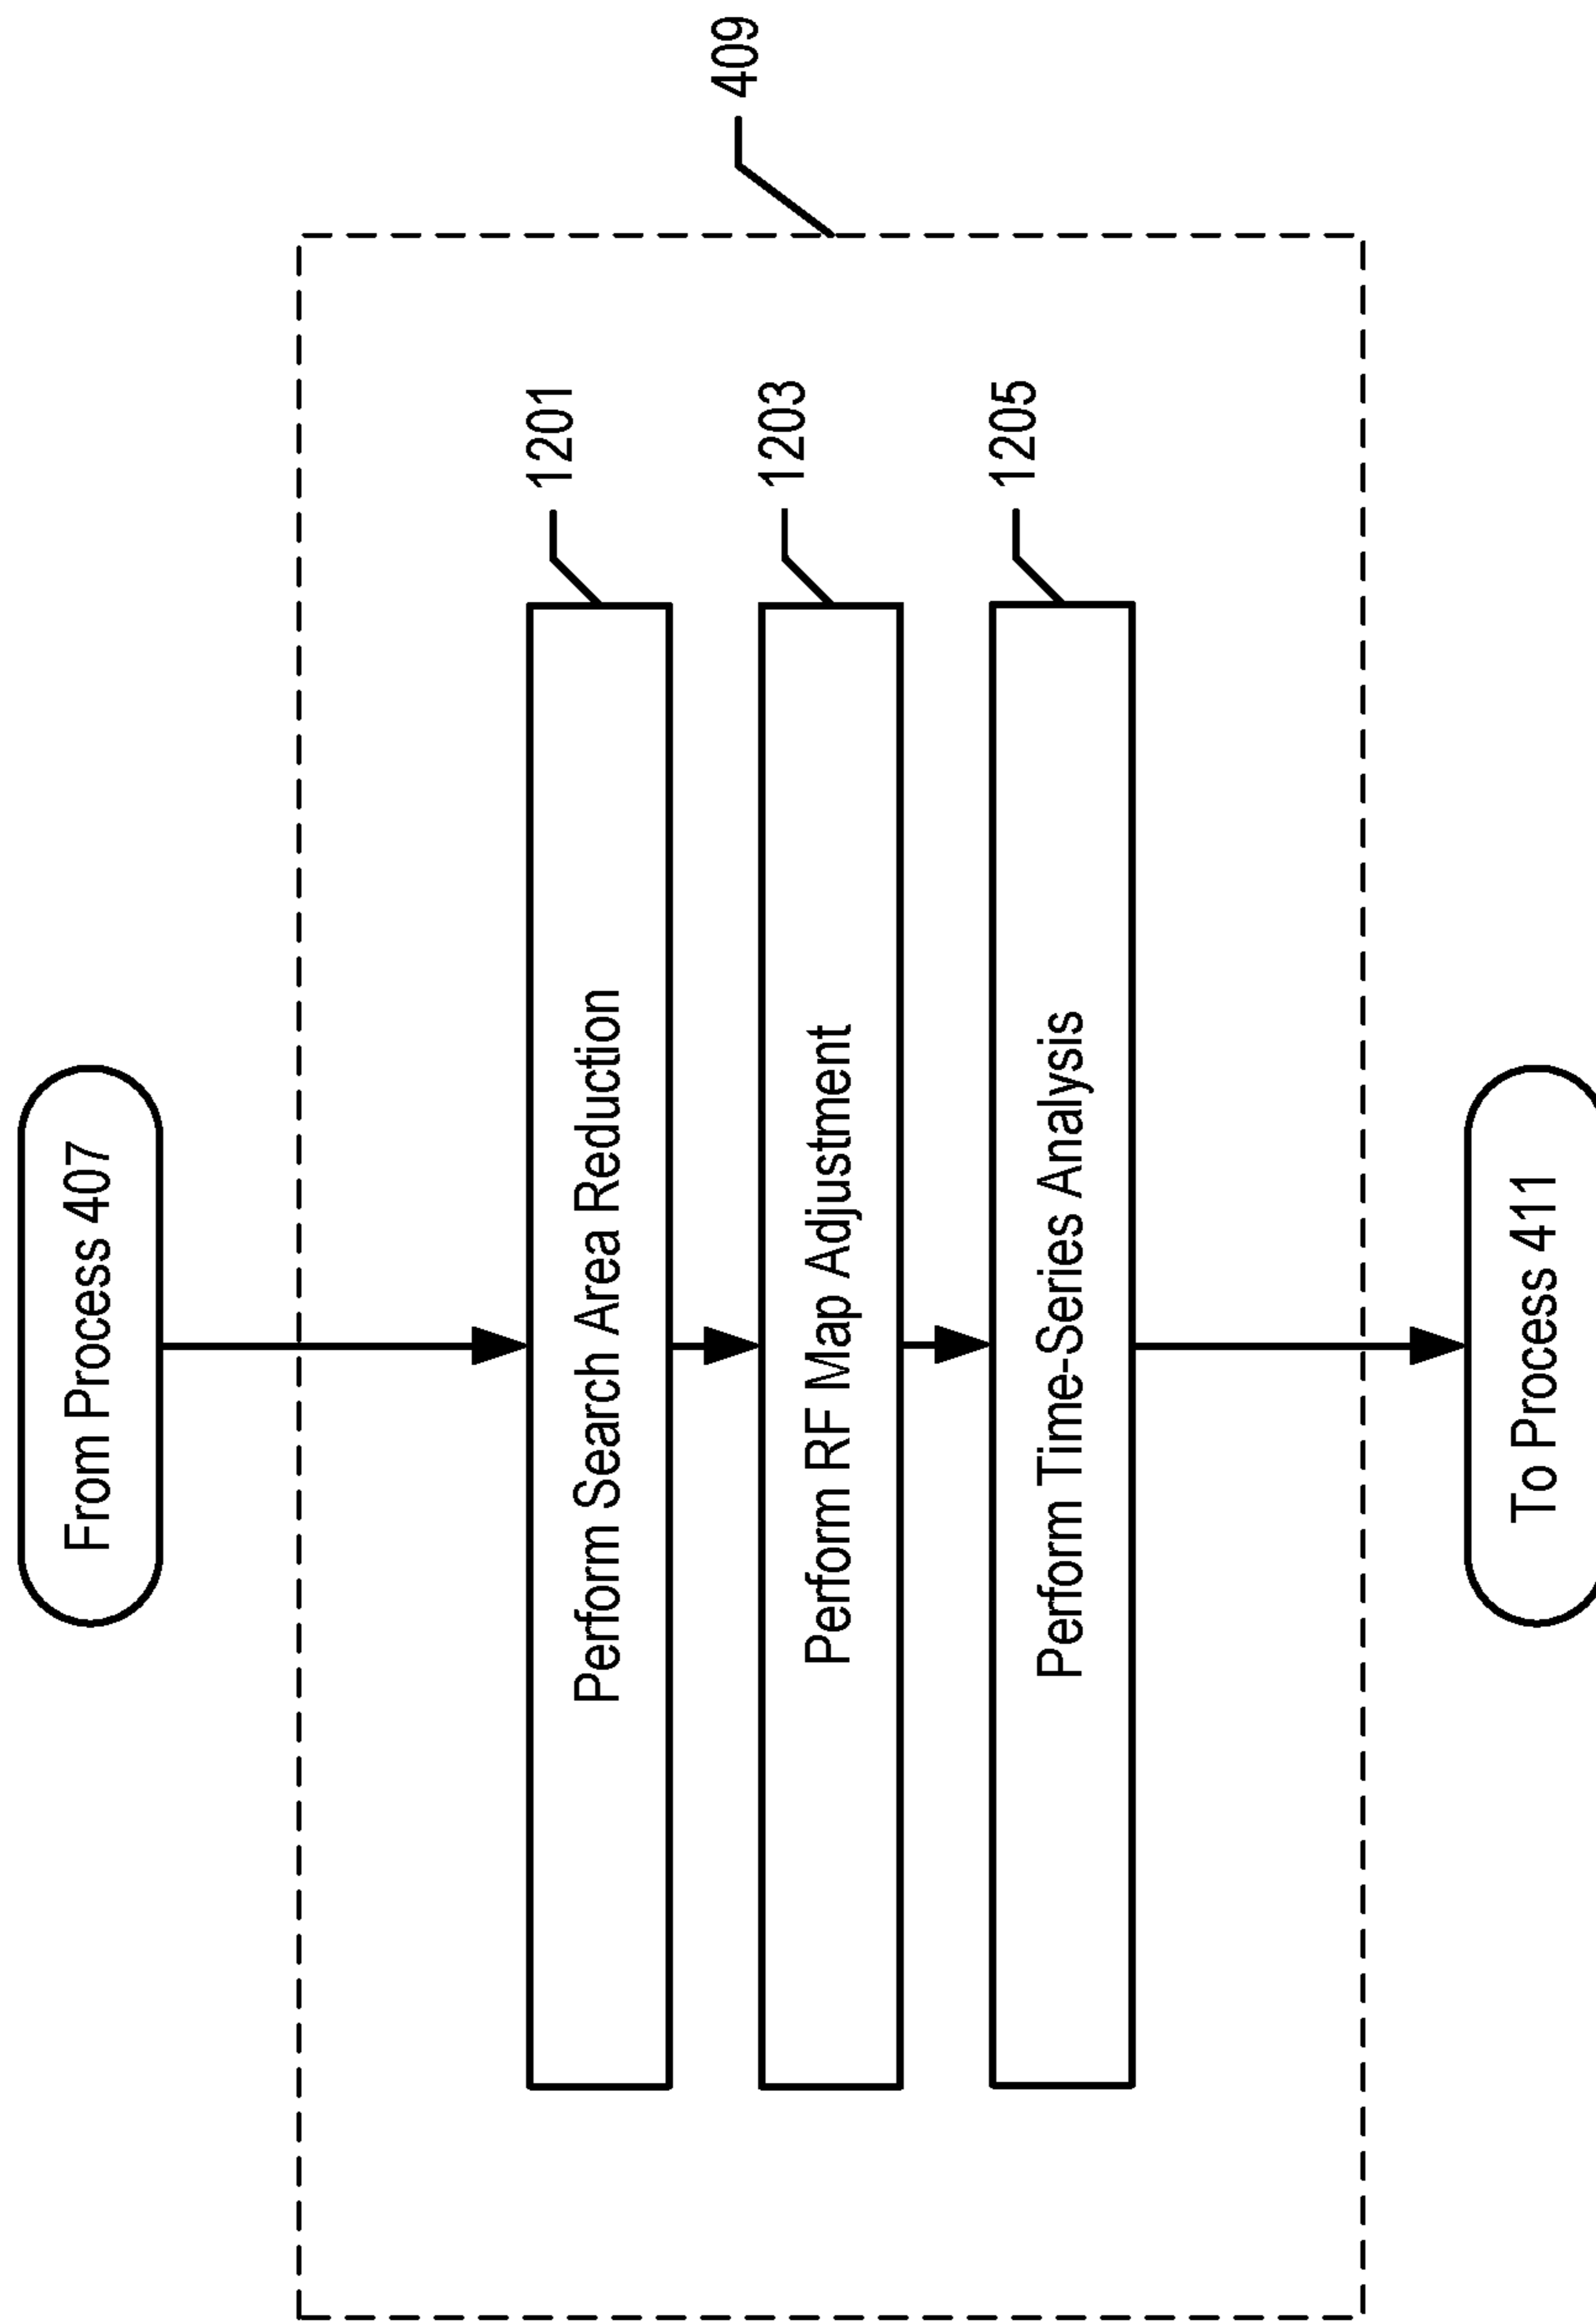 From Process 407
409
1201
Perform Search Area Reduction
1203
Perform RF Map Adjustment
1205
Perform Time-Series Analysis
To Process 411